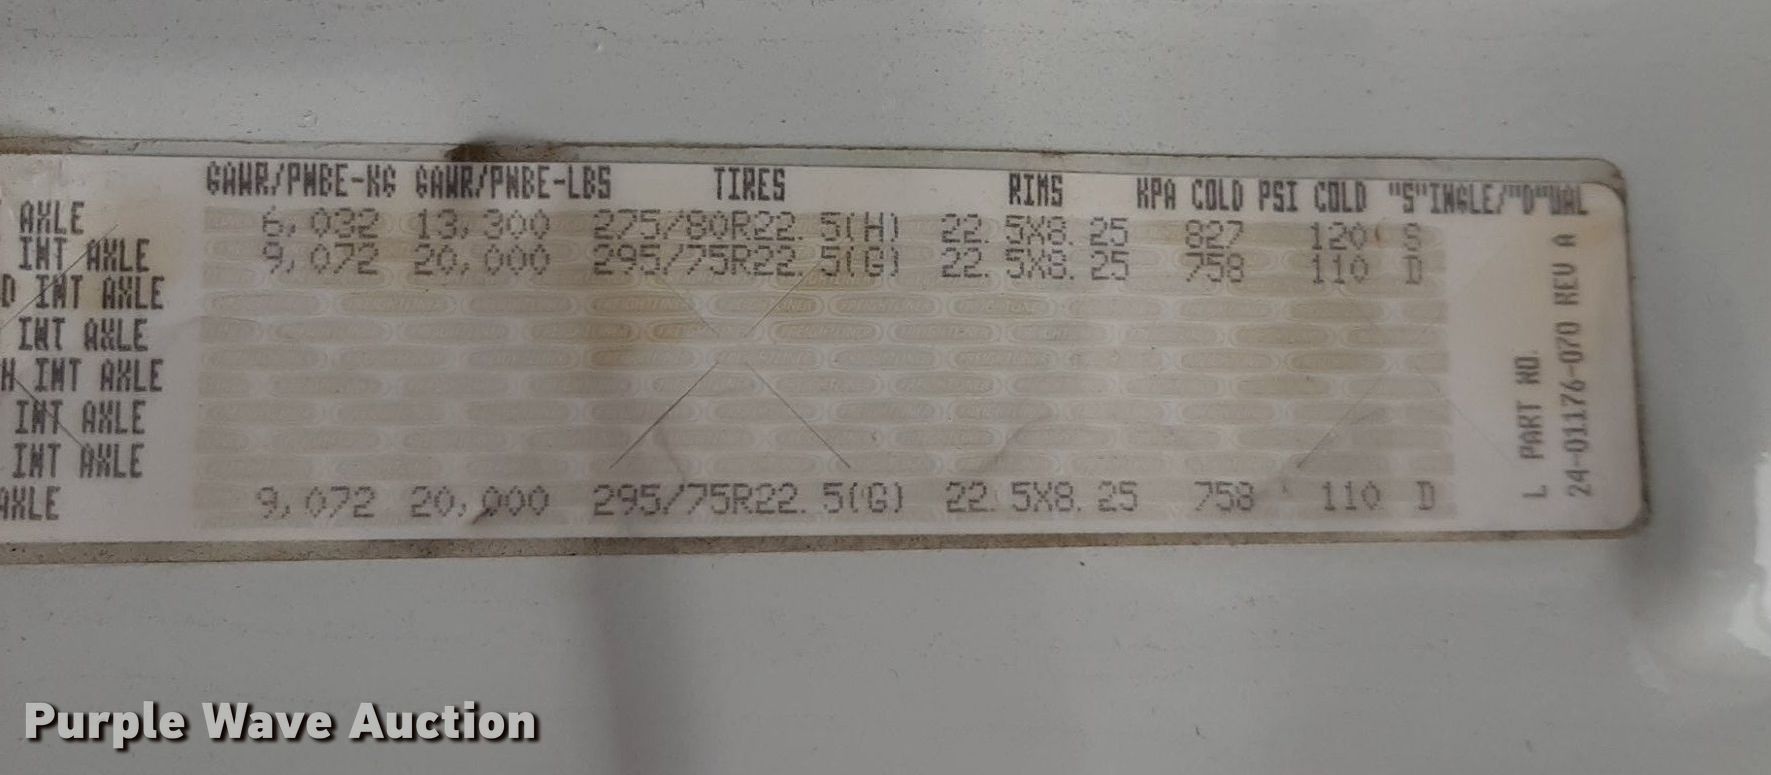 GAWR/PNBE-KG GAWR/PNBE-LBS TIRES RIMS KPA COLD PSI COLD "S"INGLE/"D"UAL
AXLE 6,032 13,300 275/80R22.5(H) 22.5X8.25 827 120 S
INT AXLE 9,072 20,000 295/75R22.5(G) 22.5X8.25 758 110 D
D INT AXLE
INT AXLE
H INT AXLE
INT AXLE
INT AXLE
AXLE 9,072 20,000 295/75R22.5(G) 22.5X8.25 758 110 D
L PART NO.
24-01176-070 REV A
Purple Wave Auction